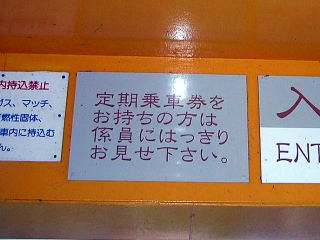 内持込禁止
ガス、マッチ、
燃性固体、
車内に持込む
ん。
定期乗車券を
お持ちの方は
係員にはっきり
お見せ下さい。
入
ENT